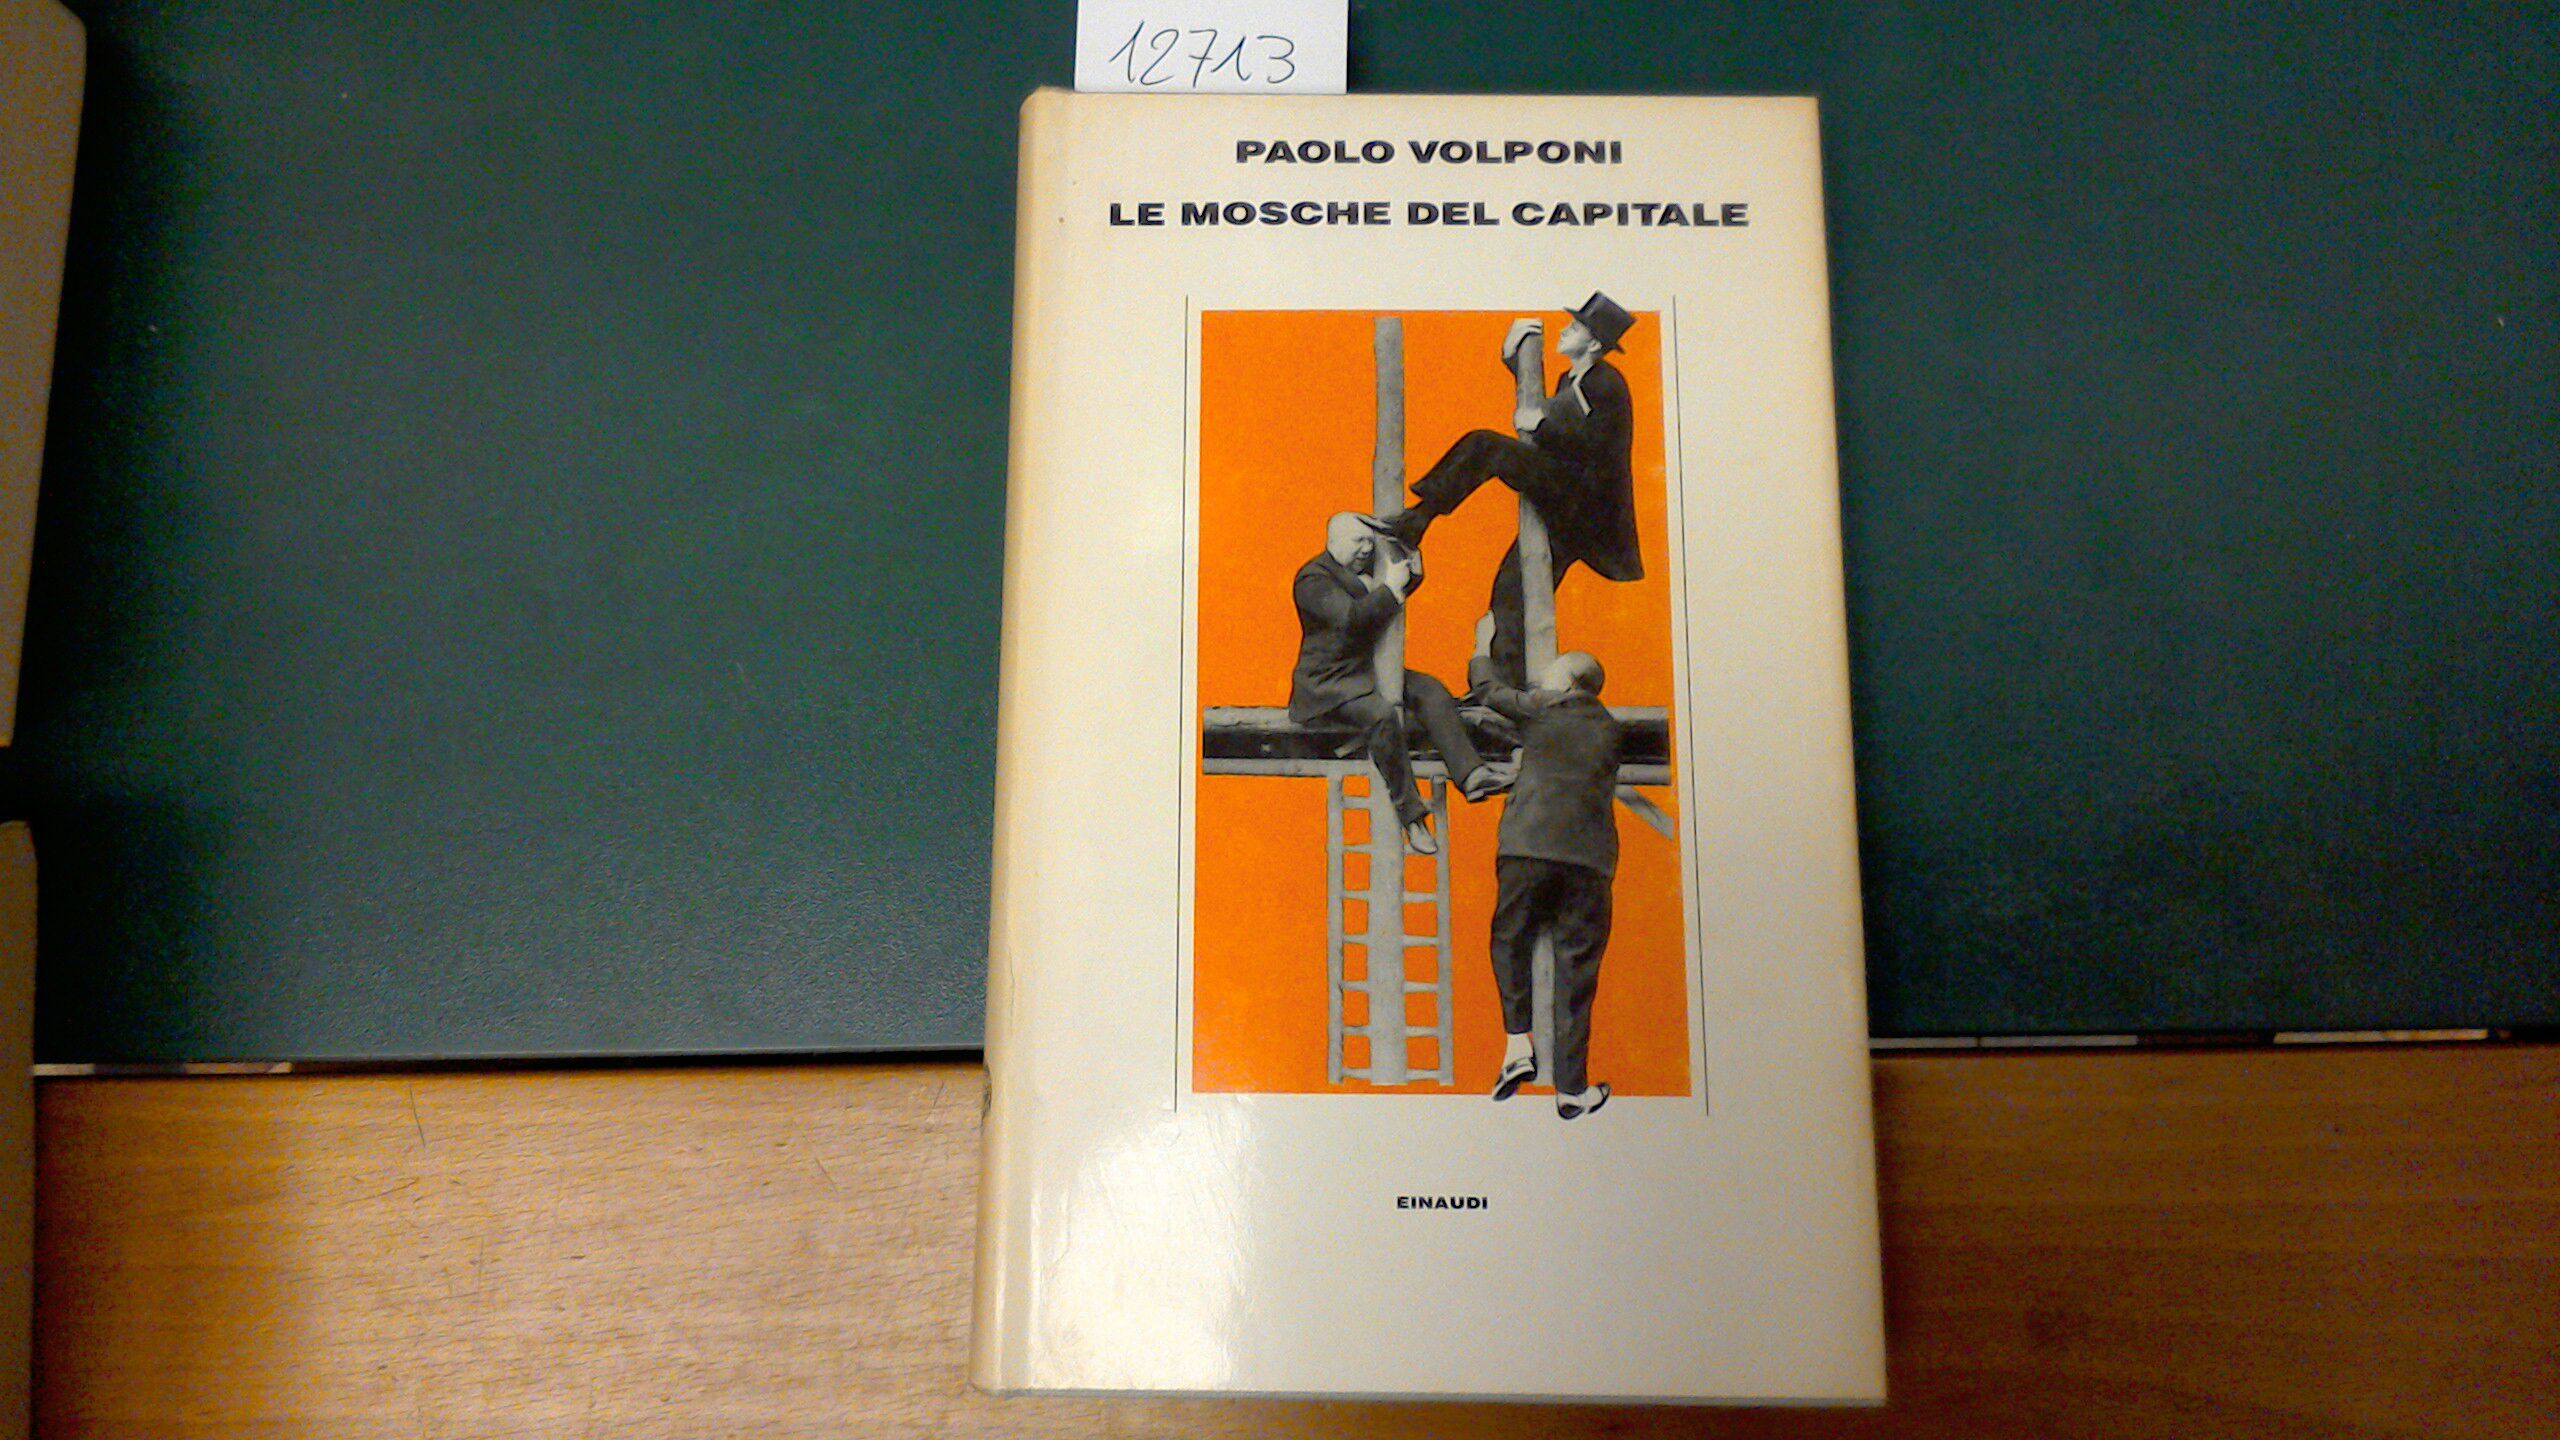 12713
PAOLO VOLPONI
LE MOSCHE DEL CAPITALE
EINAUDI